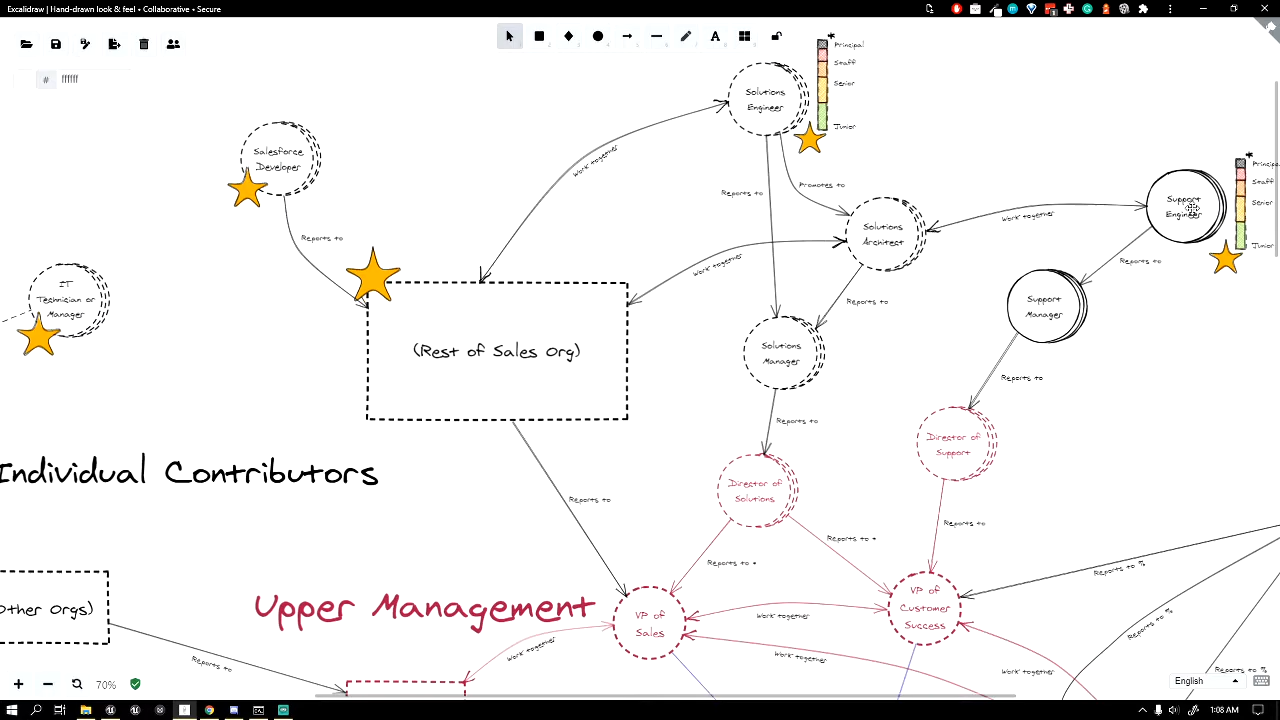 Excalidraw | Hand-drawn look & feel • Collaborative • Secure
# ffffff
Principal
Staff
Senior
Junior
Solutions
Engineer
Salesforce
Developer
Work together
Reports to
Promotes to
Reports to
Solutions
Architect
Work together
Support
Engineer
Staff
Senior
Junior
Reports to
Work together
IT
Technician or
Manager
Reports to
Support
Manager
(Rest of Sales Org)
Solutions
Manager
Reports to
Reports to
Director of
Support
Individual Contributors
Director of
Solutions
Reports to
Reports to
Reports to *
Reports to *
Reports to %
Other Orgs)
Upper Management
VP of
Sales
Work together
VP of
Customer
Success
Work together
Work together
Reports to
Work together
Reports to %
70%
English
1:08 AM